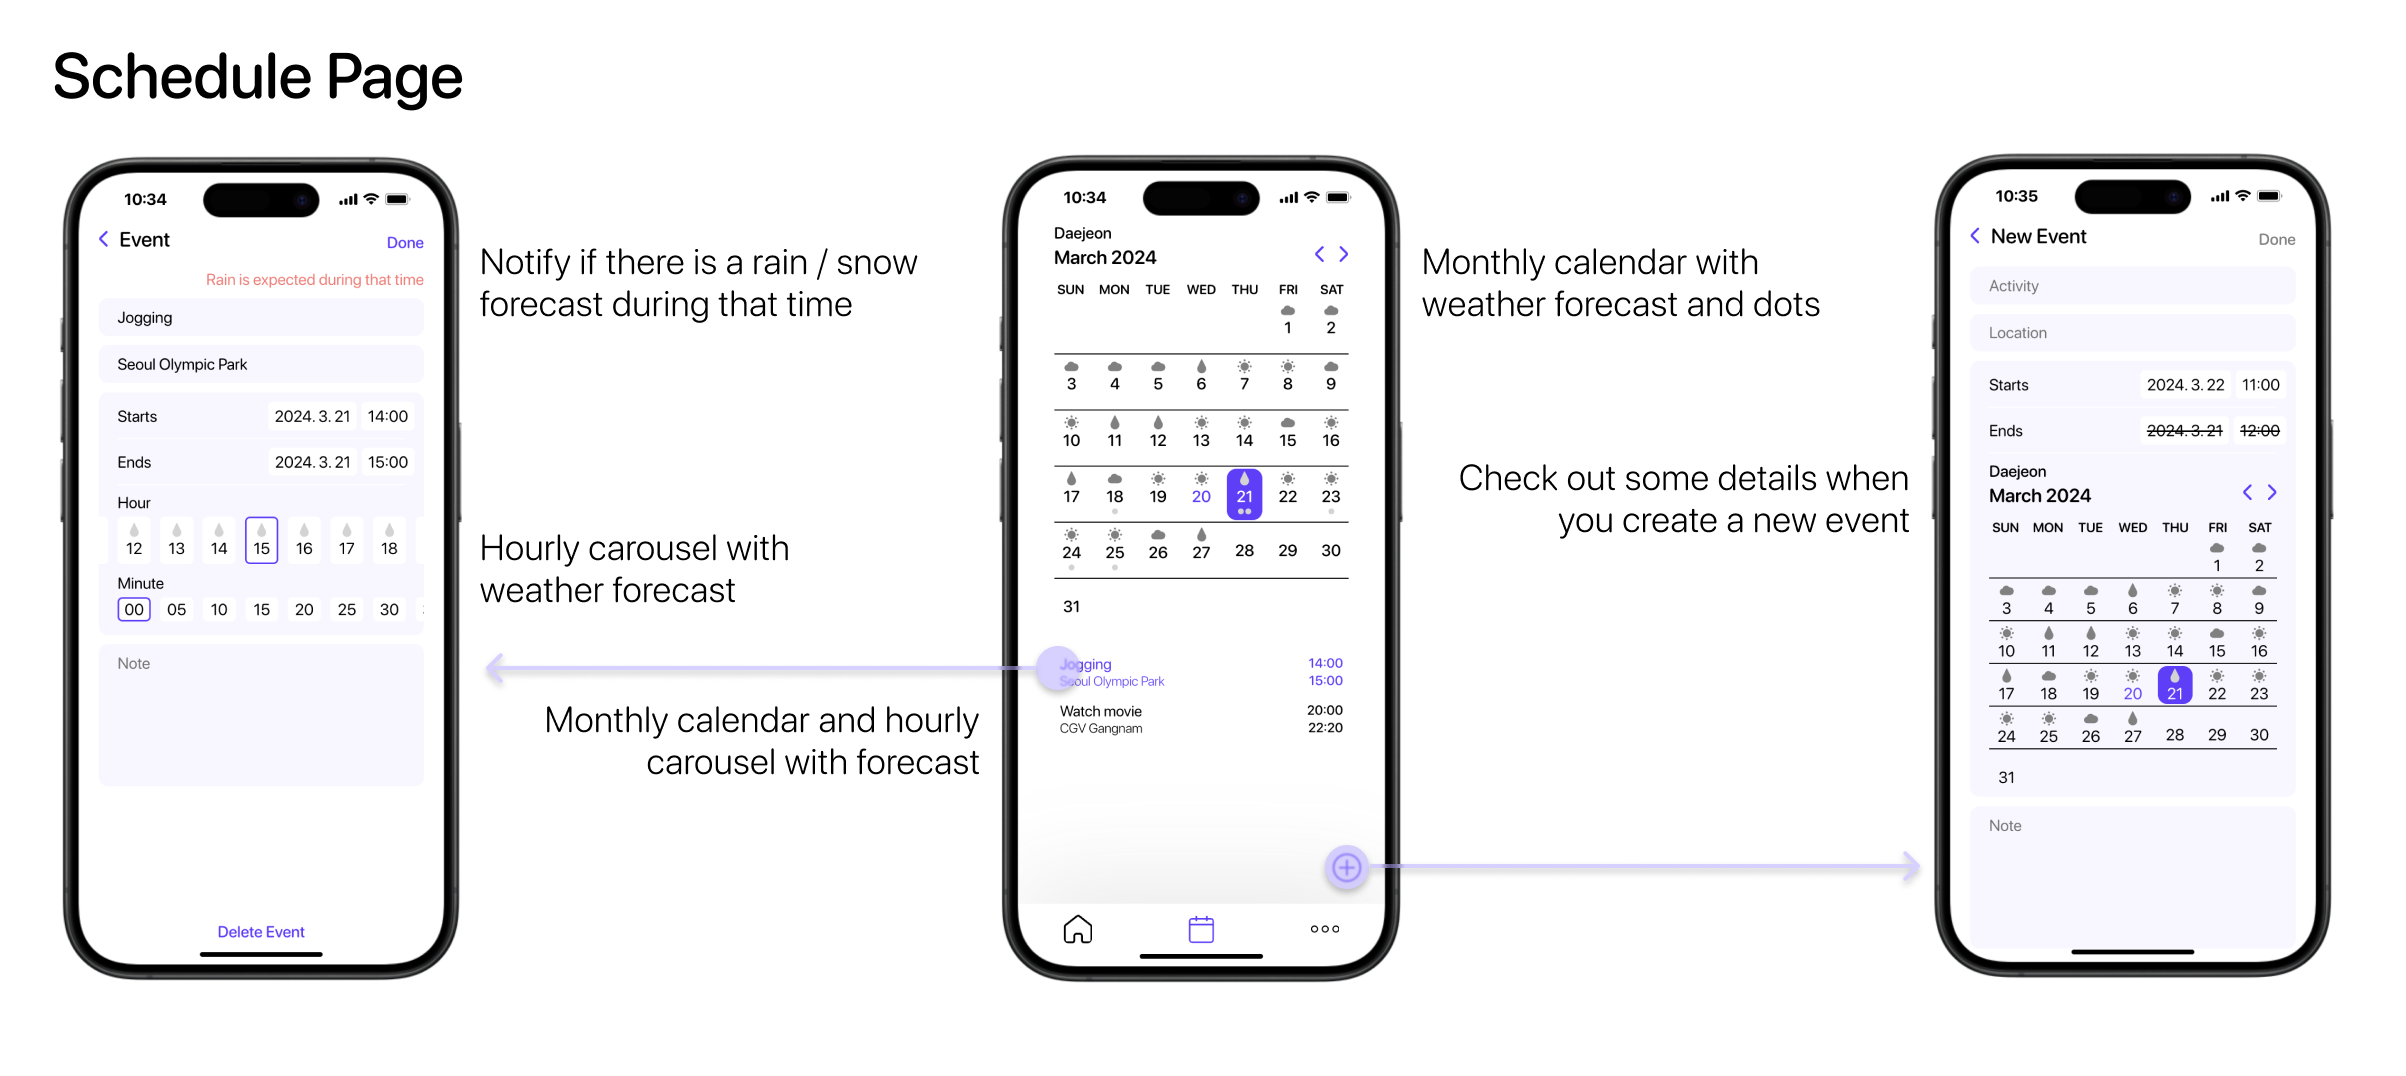 Schedule Page
10:34
Event
Done
Rain is expected during that time
Jogging
Seoul Olympic Park
Starts 2024. 3. 21 14:00
Ends 2024. 3. 21 15:00
Hour
12 13 14 15 16 17 18
Minute
00 05 10 15 20 25 30
Note
Delete Event
Notify if there is a rain / snow
forecast during that time
Hourly carousel with
weather forecast
Monthly calendar and hourly
carousel with forecast
10:34
Daejeon
March 2024
SUN MON TUE WED THU FRI SAT
1 2
3 4 5 6 7 8 9
10 11 12 13 14 15 16
17 18 19 20 21 22 23
24 25 26 27 28 29 30
31
Jogging 14:00
Seoul Olympic Park 15:00
Watch movie 20:00
CGV Gangnam 22:20
Monthly calendar with
weather forecast and dots
Check out some details when
you create a new event
10:35
New Event
Done
Activity
Location
Starts 2024. 3. 22 11:00
Ends 2024. 3. 21 12:00
Daejeon
March 2024
SUN MON TUE WED THU FRI SAT
1 2
3 4 5 6 7 8 9
10 11 12 13 14 15 16
17 18 19 20 21 22 23
24 25 26 27 28 29 30
31
Note